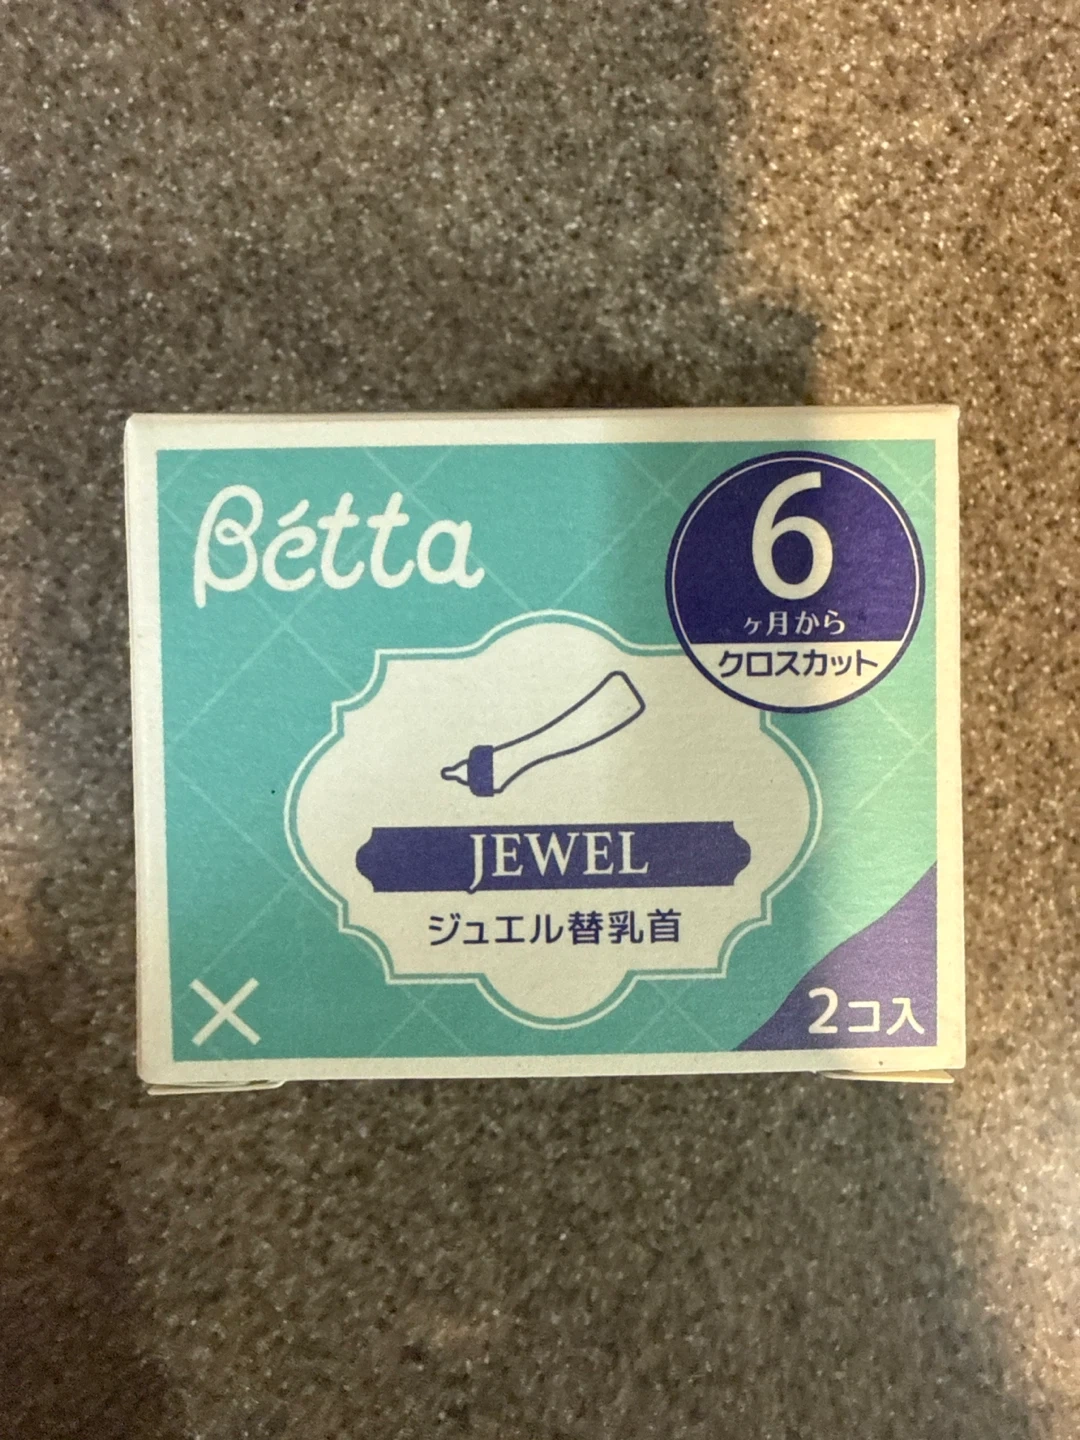 Bétta
6
ヶ月から
クロスカット
JEWEL
ジュエル替乳首
2コ入